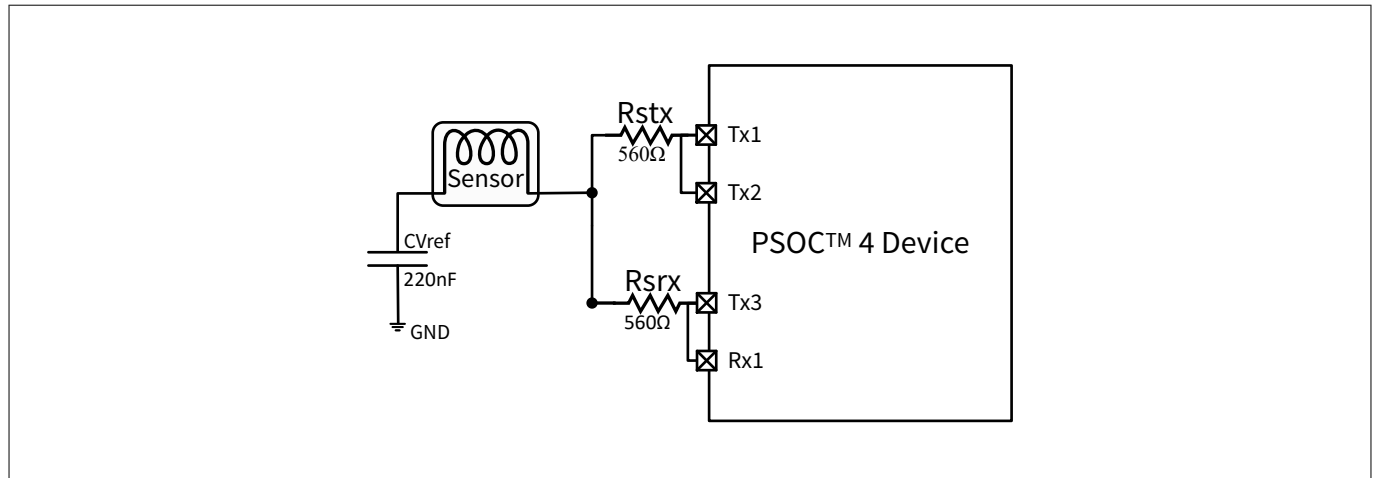 Rstx
560Ω
Tx1
Sensor
Tx2
CVref
220nF
GND
PSOC™ 4 Device
Rsrx
560Ω
Tx3
Rx1